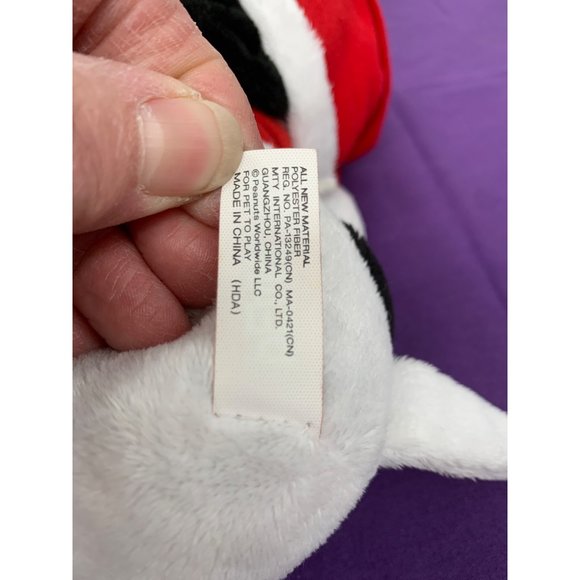 ALL NEW MATERIAL
POLYESTER FIBER
REG. NO. PA-13249(CN) MA-0421(CN)
MTY INTERNATIONAL CO., LTD.
GUANGZHOU, CHINA
© Peanuts Worldwide LLC
FOR PET TO PLAY
MADE IN CHINA (HDA)